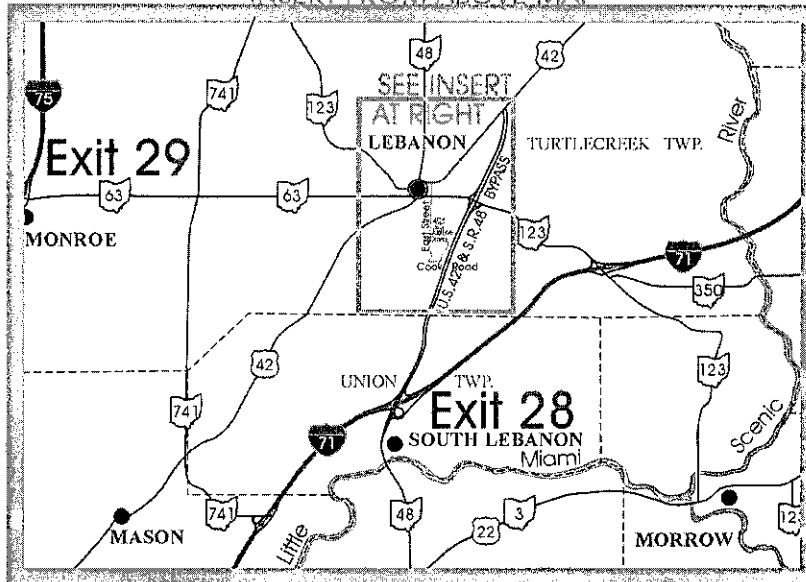 48
42
75
741
123
SEE INSERT
AT RIGHT
LEBANON
TURTLECREEK TWP.
River
Exit 29
63
63
MONROE
East Street
U.S. 42 & S.R. 48 BYPASS
123
71
350
42
UNION TWP.
123
741
Exit 28
71
SOUTH LEBANON
Miami
Scenic
741
MASON
Little
48
22
3
MORROW